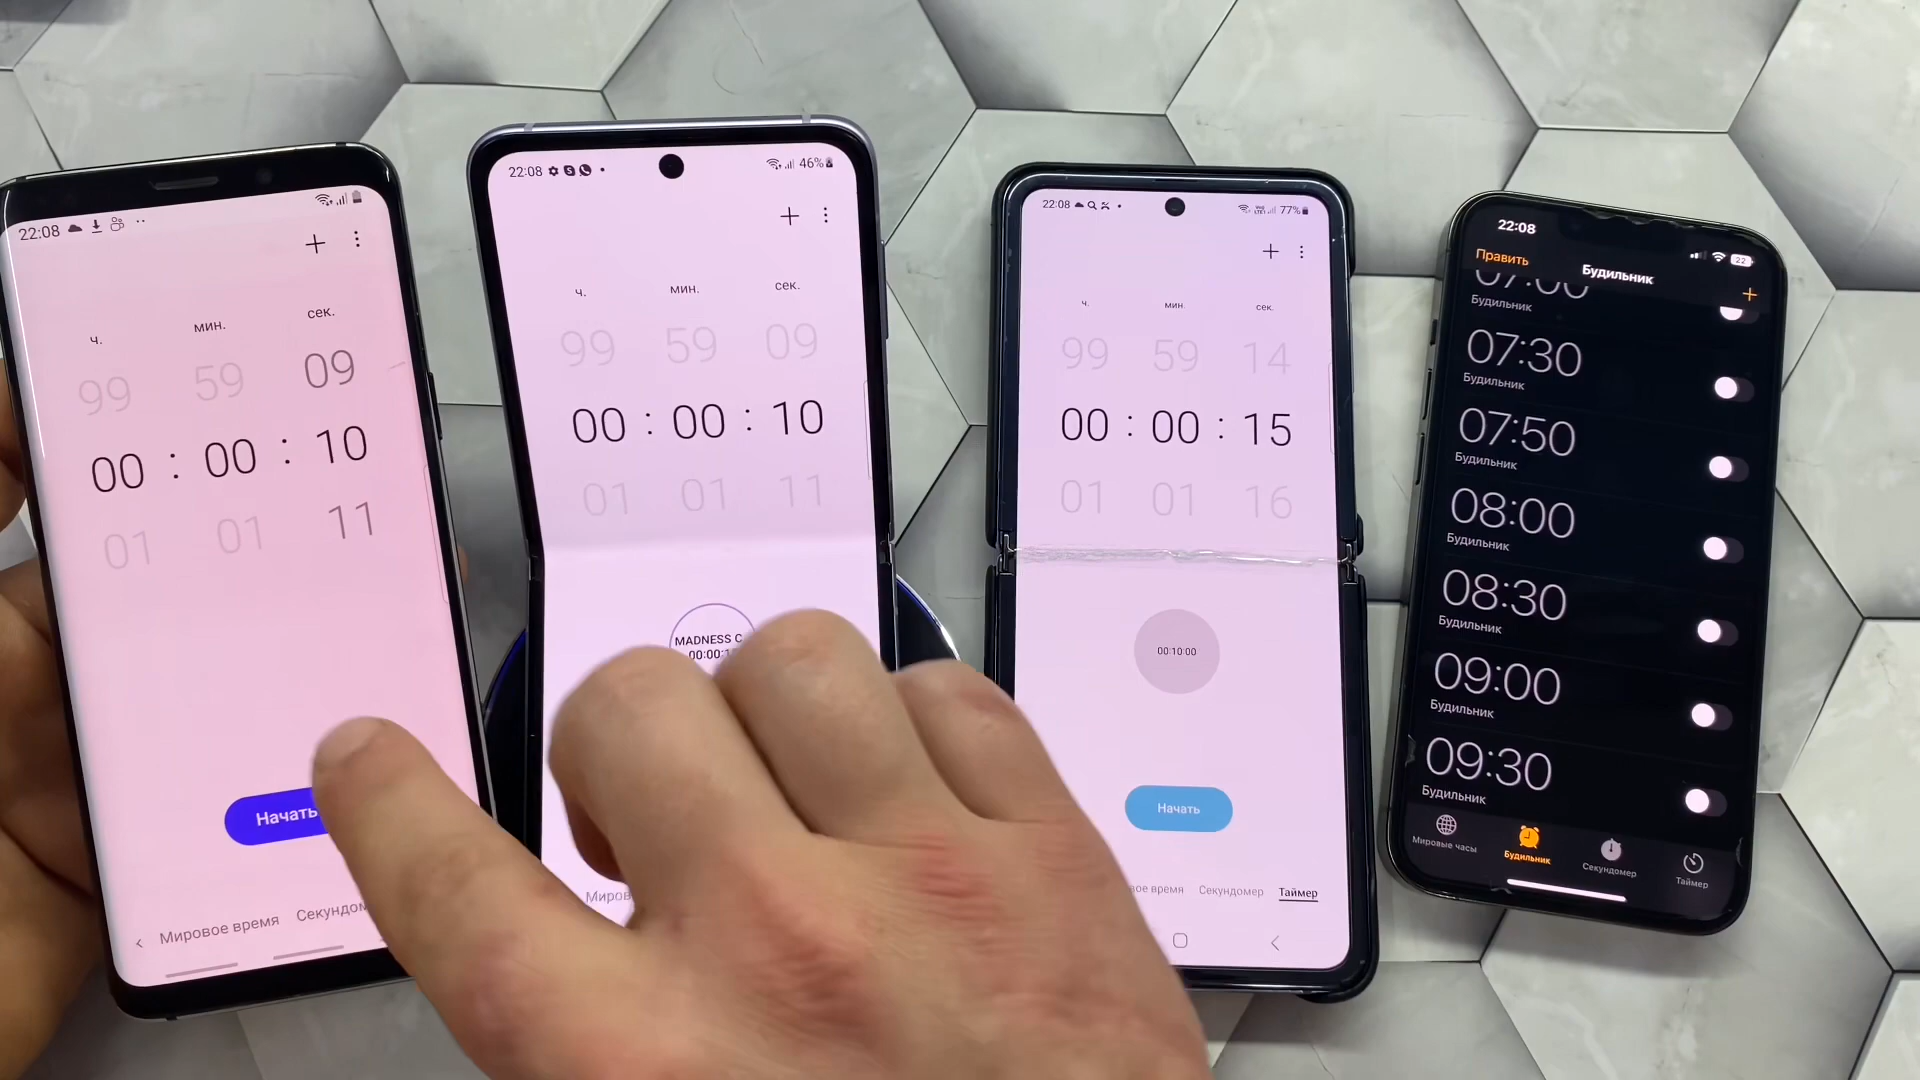 22:08
ч. мин. сек.
99 59 09
00 : 00 : 10
01 01 11
Начать
Мировое время
22:08 46%
ч. мин. сек.
99 59 09
00 : 00 : 10
01 01 11
MADNESS
22:08 77%
ч. мин. сек.
99 59 14
00 : 00 : 15
01 01 16
00:10:00
Начать
время Секундомер Таймер
22:08 22
Править Будильник
07:00
Будильник
07:30
Будильник
07:50
Будильник
08:00
Будильник
08:30
Будильник
09:00
Будильник
09:30
Будильник
Мировые часы Будильник Секундомер Таймер